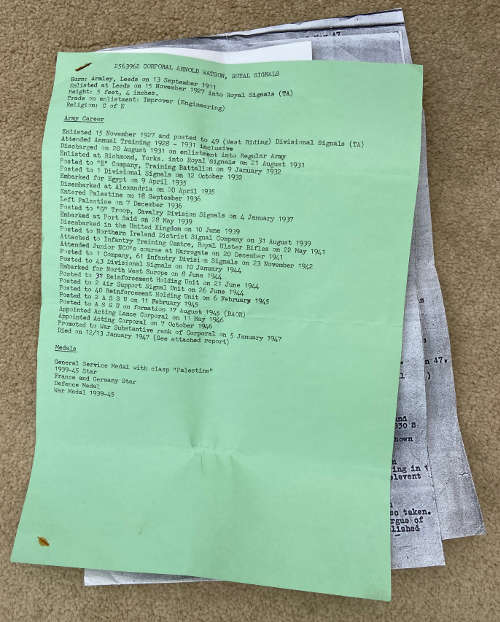 2563962 CORPORAL ARNOLD WATSON, ROYAL SIGNALS
Born: Armley, Leeds on 13 September 1911
Enlisted at Leeds on 15 November 1927 into Royal Signals (TA)
Height: 5 feet, 4 inches.
Trade on enlistment: Improver (Engineering)
Religion: C of E
Army Career
Enlisted 15 November 1927 and posted to 49 (West Riding) Divisional Signals (TA)
Attended Annual Training 1928 - 1931 inclusive
Discharged on 20 August 1931 on enlistment into Regular Army
Enlisted at Richmond, Yorks. into Royal Signals on 21 August 1931
Posted to "E" Company, Training Battalion on 9 January 1932
Posted to 1 Divisional Signals on 12 October 1932
Embarked for Egypt on 9 April 1935
Disembarked at Alexandria on 20 April 1935
Entered Palestine on 18 September 1936
Left Palestine on 7 December 1936
Posted to "D" Troop, Cavalry Division Signals on 4 January 1937
Embarked at Port Said on 28 May 1939
Disembarked in the United Kingdom on 10 June 1939
Posted to Northern Ireland District Signal Company on 31 August 1939
Attached to Infantry Training Centre, Royal Ulster Rifles on 22 May 1941
Attended Junior NCO's course at Harrogate on 20 December 1941
Posted to 1 Company, 61 Infantry Division Signals on 23 November 1942
Posted to 43 Divisional Signals on 10 January 1944
Embarked for North West Europe on 8 June 1944
Posted to 37 Reinforcement Holding Unit on 21 June 1944
Posted to 2 Air Support Signal Unit on 26 June 1944
Posted to 40 Reinforcement Holding Unit on 6 February 1945
Posted to 2 A S S U on 11 February 1945
Posted to A S S U on formation 17 August 1945 (BAOR)
Appointed Acting Lance Corporal on 11 May 1946
Appointed Acting Corporal on 7 October 1946
Promoted to War Substantive rank of Corporal on 5 January 1947
Died on 12/13 January 1947 (See attached report)
Medals
General Service Medal with clasp "Palestine"
1939-45 Star
France and Germany Star
Defence Medal
War Medal 1939-45
47
47.
and
hown
ing in
so taken.
of